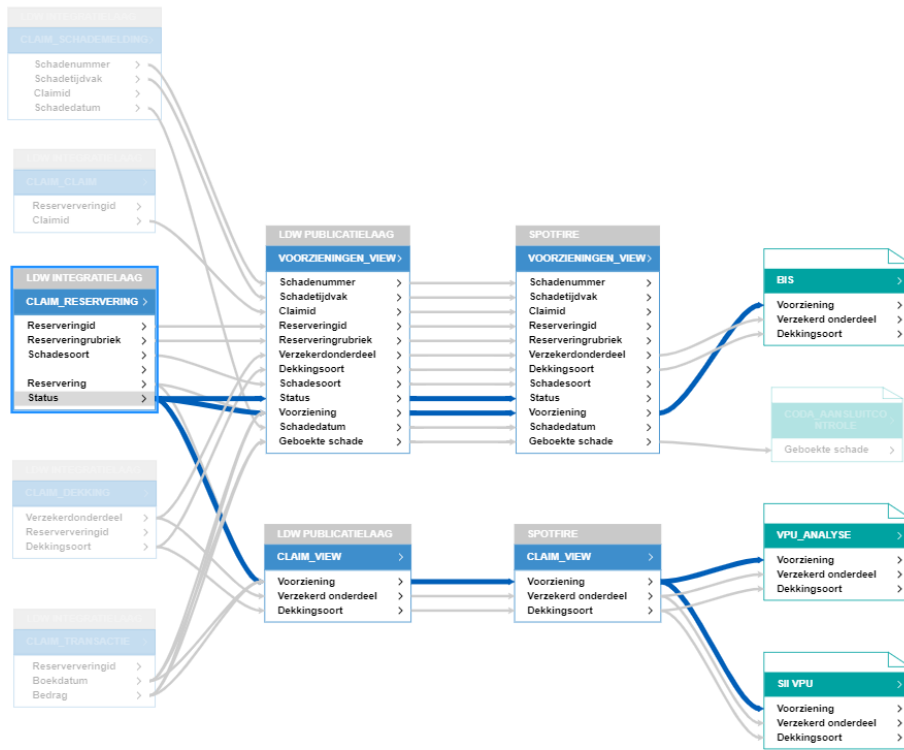 CLAIM_SCHADEMELDING
Schadenummer
Schadetijdvak
Claimid
Schadedatum
CLAIM_CLAIM
Reserververingid
Claimid
LDW INTEGRATIELAAG
CLAIM_RESERVERING
Reserveringid
Reserveringrubriek
Schadesoort
Reservering
Status
CLAIM_DEKKING
Verzekerdonderdeel
Reserververingid
Dekkingsoort
CLAIM_TRANSACTIE
Reserververingid
Boekdatum
Bedrag
LDW PUBLICATIELAAG
VOORZIENINGEN_VIEW
Schadenummer
Schadetijdvak
Claimid
Reserveringid
Reserveringrubriek
Verzekerdonderdeel
Dekkingsoort
Schadesoort
Status
Voorziening
Schadedatum
Geboekte schade
LDW PUBLICATIELAAG
CLAIM_VIEW
Voorziening
Verzekerd onderdeel
Dekkingsoort
SPOTFIRE
VOORZIENINGEN_VIEW
Schadenummer
Schadetijdvak
Claimid
Reserveringid
Reserveringrubriek
Verzekerdonderdeel
Dekkingsoort
Schadesoort
Status
Voorziening
Schadedatum
Geboekte schade
SPOTFIRE
CLAIM_VIEW
Voorziening
Verzekerd onderdeel
Dekkingsoort
BIS
Voorziening
Verzekerd onderdeel
Dekkingsoort
NTROLE
Geboekte schade
VPU_ANALYSE
Voorziening
Verzekerd onderdeel
Dekkingsoort
SII VPU
Voorziening
Verzekerd onderdeel
Dekkingsoort